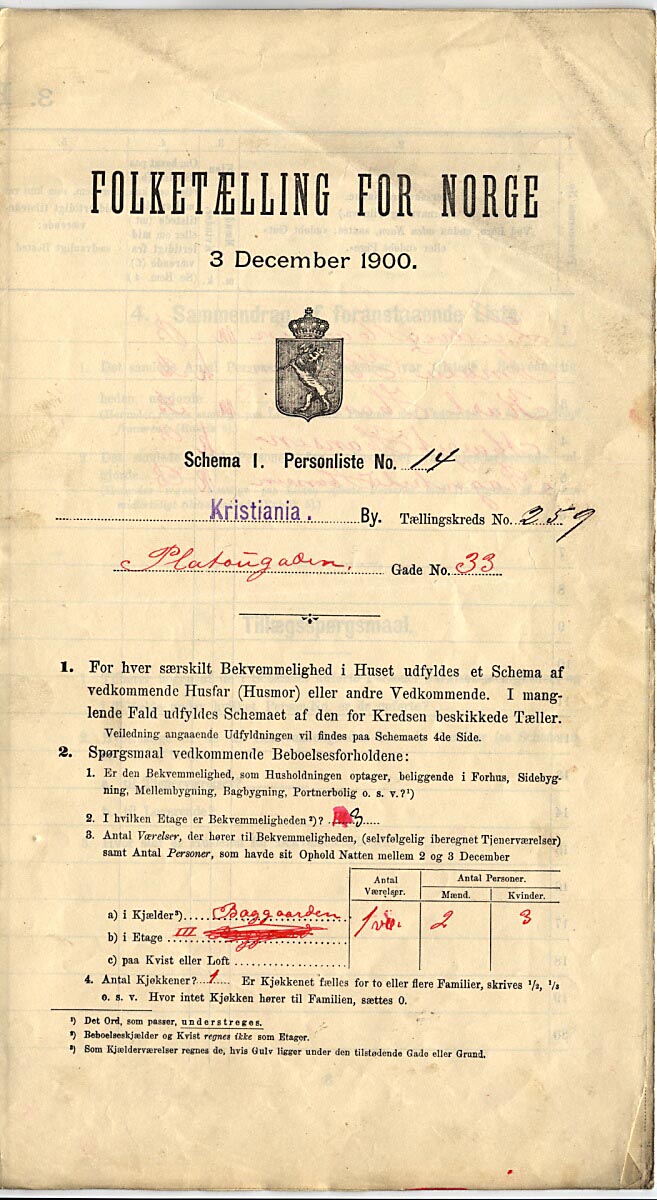 FOLKETÆLLING FOR NORGE
3 December 1900.
Schema 1. Personliste No. 14
Kristiania. By. Tællingskreds No. 259
Platougaden. Gade No. 33
1. For hver særskilt Bekvemmelighed i Huset udfyldes et Schema af
vedkommende Husfar (Husmor) eller andre Vedkommende. I mang-
lende Fald udfyldes Schemaet af den for Kredsen beskikkede Tæller.
Veiledning angaaende Udfyldningen vil findes paa Schemaets 4de Side.
2. Spørgsmaal vedkommende Beboelsesforholdene:
1. Er den Bekvemmelighed, som Husholdningen optager, beliggende i Forhus, Sidebyg-
ning, Mellembygning, Bagbygning, Portnerbolig o. s. v.?¹)
2. I hvilken Etage er Bekvemmeligheden²)? 3
3. Antal Værelser, der hører til Bekvemmeligheden, (selvfølgelig iberegnet Tjenerværelser)
samt Antal Personer, som havde sit Ophold Natten mellem 2 og 3 December
Antal Værelser. Antal Personer.
Mænd. Kvinder.
a) i Kjælder³) Baggaarden 1 2 3
b) i Etage III
c) paa Kvist eller Loft
4. Antal Kjøkkener? 1 Er Kjøkkenet fælles for to eller flere Familier, skrives ¹/₂, ¹/₃
o. s. v. Hvor intet Kjøkken hører til Familien, sættes 0.
¹) Det Ord, som passer, understreges.
²) Beboelseskjælder og Kvist regnes ikke som Etager.
³) Som Kjælderværelser regnes de, hvis Gulv ligger under den tilstødende Gade eller Grund.